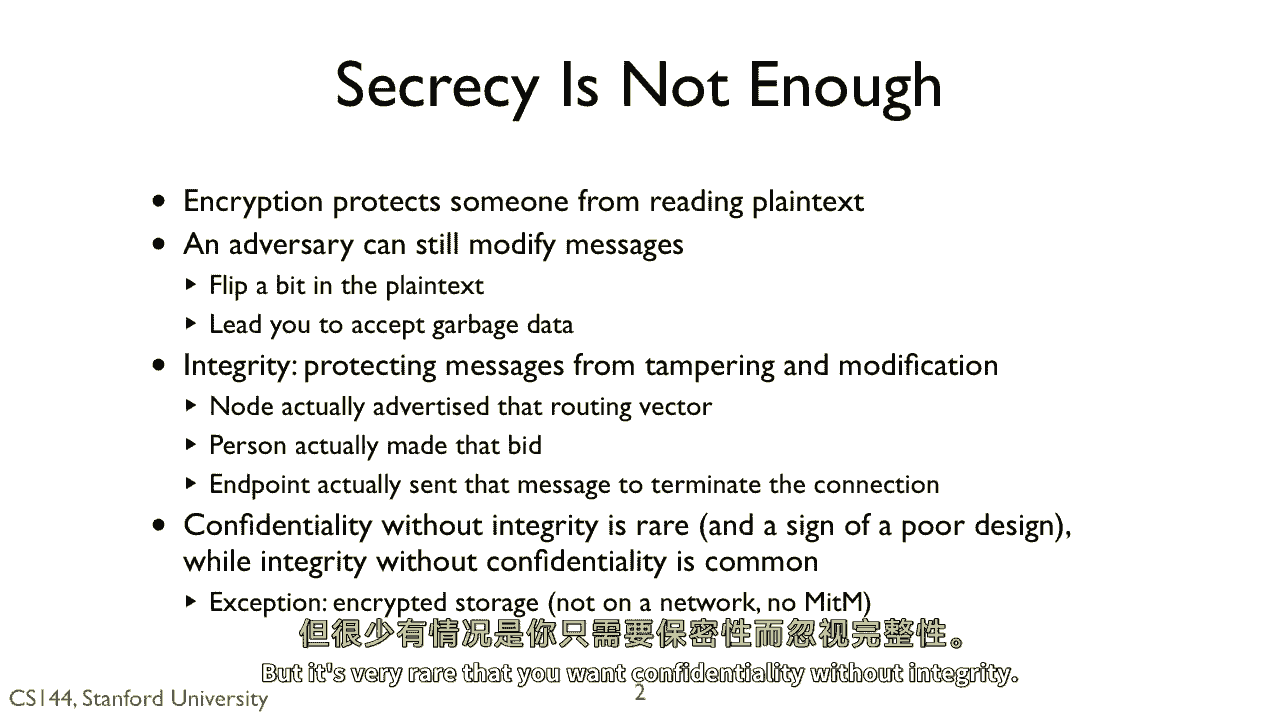 Secrecy Is Not Enough
• Encryption protects someone from reading plaintext
• An adversary can still modify messages
▸ Flip a bit in the plaintext
▸ Lead you to accept garbage data
• Integrity: protecting messages from tampering and modification
▸ Node actually advertised that routing vector
▸ Person actually made that bid
▸ Endpoint actually sent that message to terminate the connection
• Confidentiality without integrity is rare (and a sign of a poor design),
while integrity without confidentiality is common
▸ Exception: encrypted storage (not on a network, no MitM)
但很少有情况是你只需要保密性而忽视完整性。
But it's very rare that you want confidentiality without integrity.
CS144, Stanford University
2